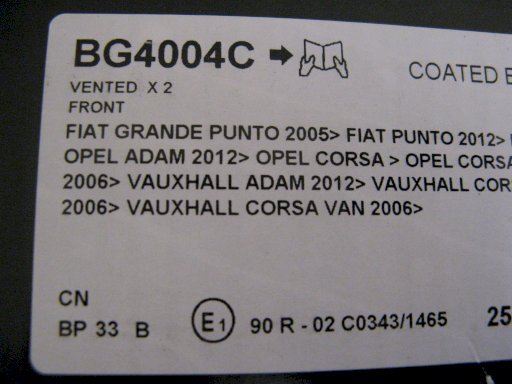 BG4004C
COATED
VENTED X 2
FRONT
FIAT GRANDE PUNTO 2005> FIAT PUNTO 2012>
OPEL ADAM 2012> OPEL CORSA > OPEL CORSA
2006> VAUXHALL ADAM 2012> VAUXHALL COR
2006> VAUXHALL CORSA VAN 2006>
CN
BP 33 B
E1 90 R - 02 C0343/1465 25